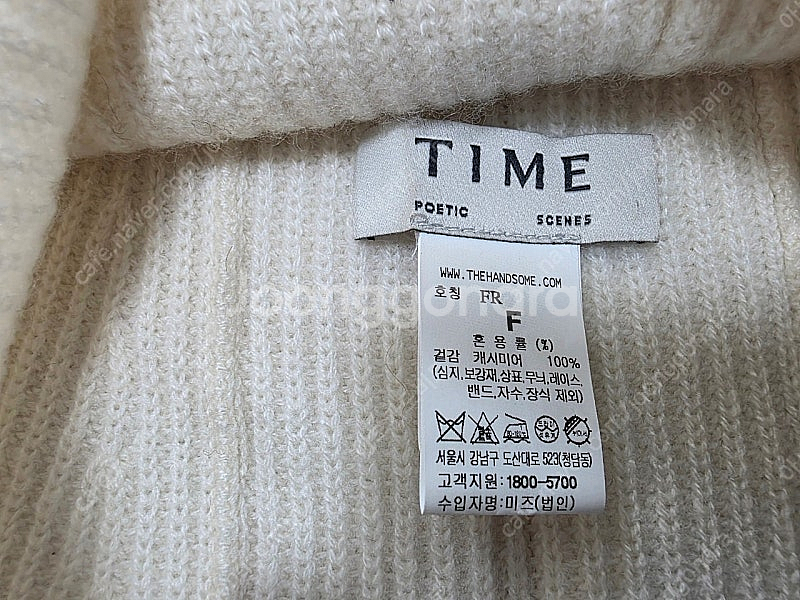 TIME
POETIC SCENES
WWW.THEHANDSOME.COM
호칭 FR
F
혼 용 률 (%)
겉감 캐시미어 100%
(심지,보강재,상표,무늬,레이스,
밴드,자수,장식 제외)
서울시 강남구 도산대로 523(청담동)
고객지원:1800-5700
수입자명:미즈(법인)
joonggonara